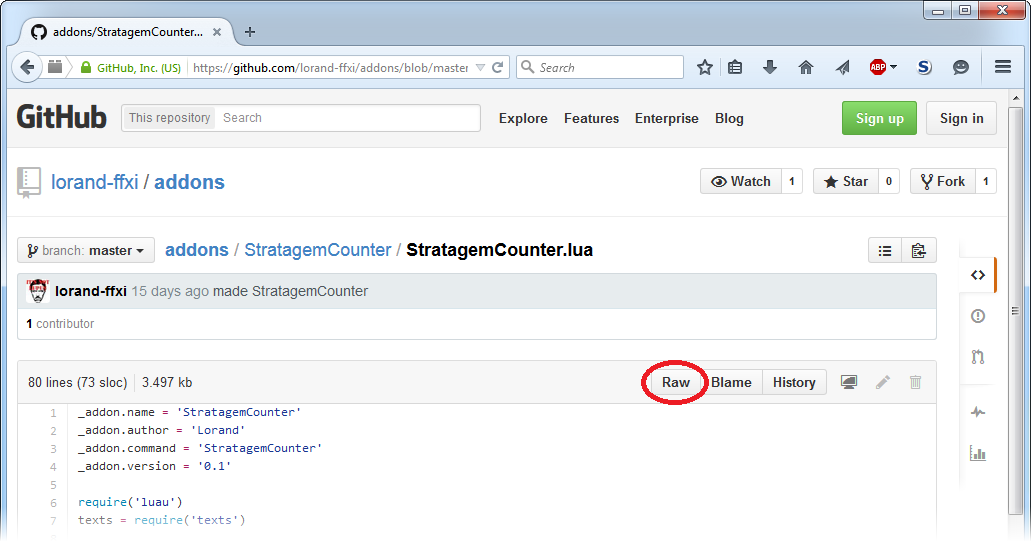 addons/StratagemCounter...
GitHub, Inc. (US) https://github.com/lorand-ffxi/addons/blob/master
Search
ABP
S
GitHub
This repository Search
Explore Features Enterprise Blog
Sign up Sign in
lorand-ffxi / addons
Watch 1 Star 0 Fork 1
branch: master
addons / StratagemCounter / StratagemCounter.lua
lorand-ffxi 15 days ago made StratagemCounter
1 contributor
80 lines (73 sloc) 3.497 kb
Raw Blame History
1 _addon.name = 'StratagemCounter'
2 _addon.author = 'Lorand'
3 _addon.command = 'StratagemCounter'
4 _addon.version = '0.1'
5
6 require('luau')
7 texts = require('texts')